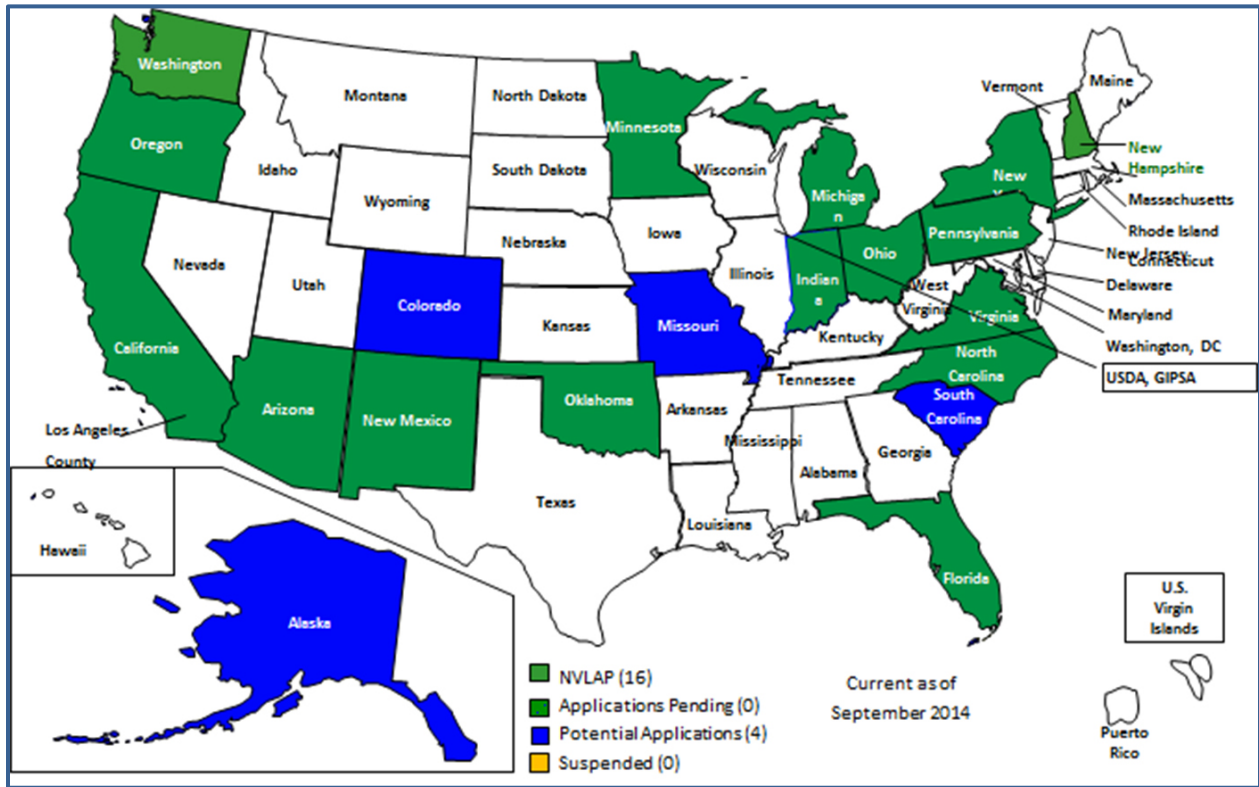 Washington
Montana
North Dakota
Minnesota
Vermont
Maine
Oregon
Idaho
South Dakota
Wisconsin
Michiga
n
New
New
Hampshire
Wyoming
Massachusetts
Rhode Island
Pennsylvania
New Jersey
Connecticut
Nebraska
Iowa
Illinois
Indian
a
Ohio
Nevada
Utah
Colorado
Kansas
Missouri
West
Virginia
Virginia
Kentucky
Delaware
Maryland
Washington, DC
California
Arizona
New Mexico
Oklahoma
Arkansas
Tennessee
North
Carolina
South
Carolina
USDA, GIPSA
Los Angeles
County
Texas
Louisiana
Mississippi
Alabama
Georgia
Florida
Hawaii
Alaska
U.S.
Virgin
Islands
Puerto
Rico
NVLAP (16)
Applications Pending (0)
Potential Applications (4)
Suspended (0)
Current as of
September 2014